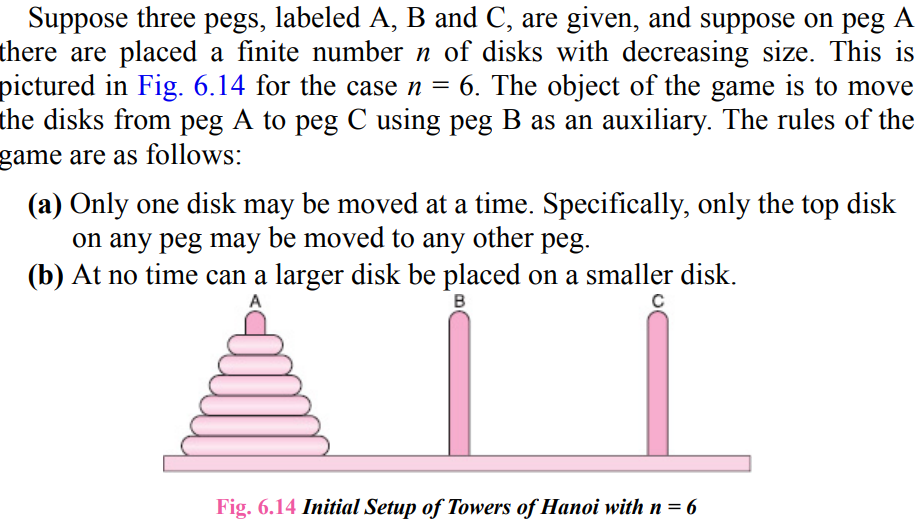 Suppose three pegs, labeled A, B and C, are given, and suppose on peg A
there are placed a finite number n of disks with decreasing size. This is
pictured in Fig. 6.14 for the case n = 6. The object of the game is to move
the disks from peg A to peg C using peg B as an auxiliary. The rules of the
game are as follows:
(a) Only one disk may be moved at a time. Specifically, only the top disk
on any peg may be moved to any other peg.
(b) At no time can a larger disk be placed on a smaller disk.
A B C
Fig. 6.14 Initial Setup of Towers of Hanoi with n = 6